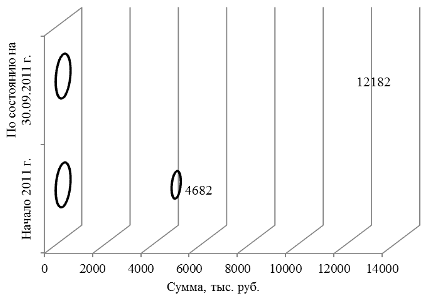 По состоянию на
30.09.2011 г.
12182
Начало 2011 г.
4682
0 2000 4000 6000 8000 10000 12000 14000
Сумма, тыс. руб.